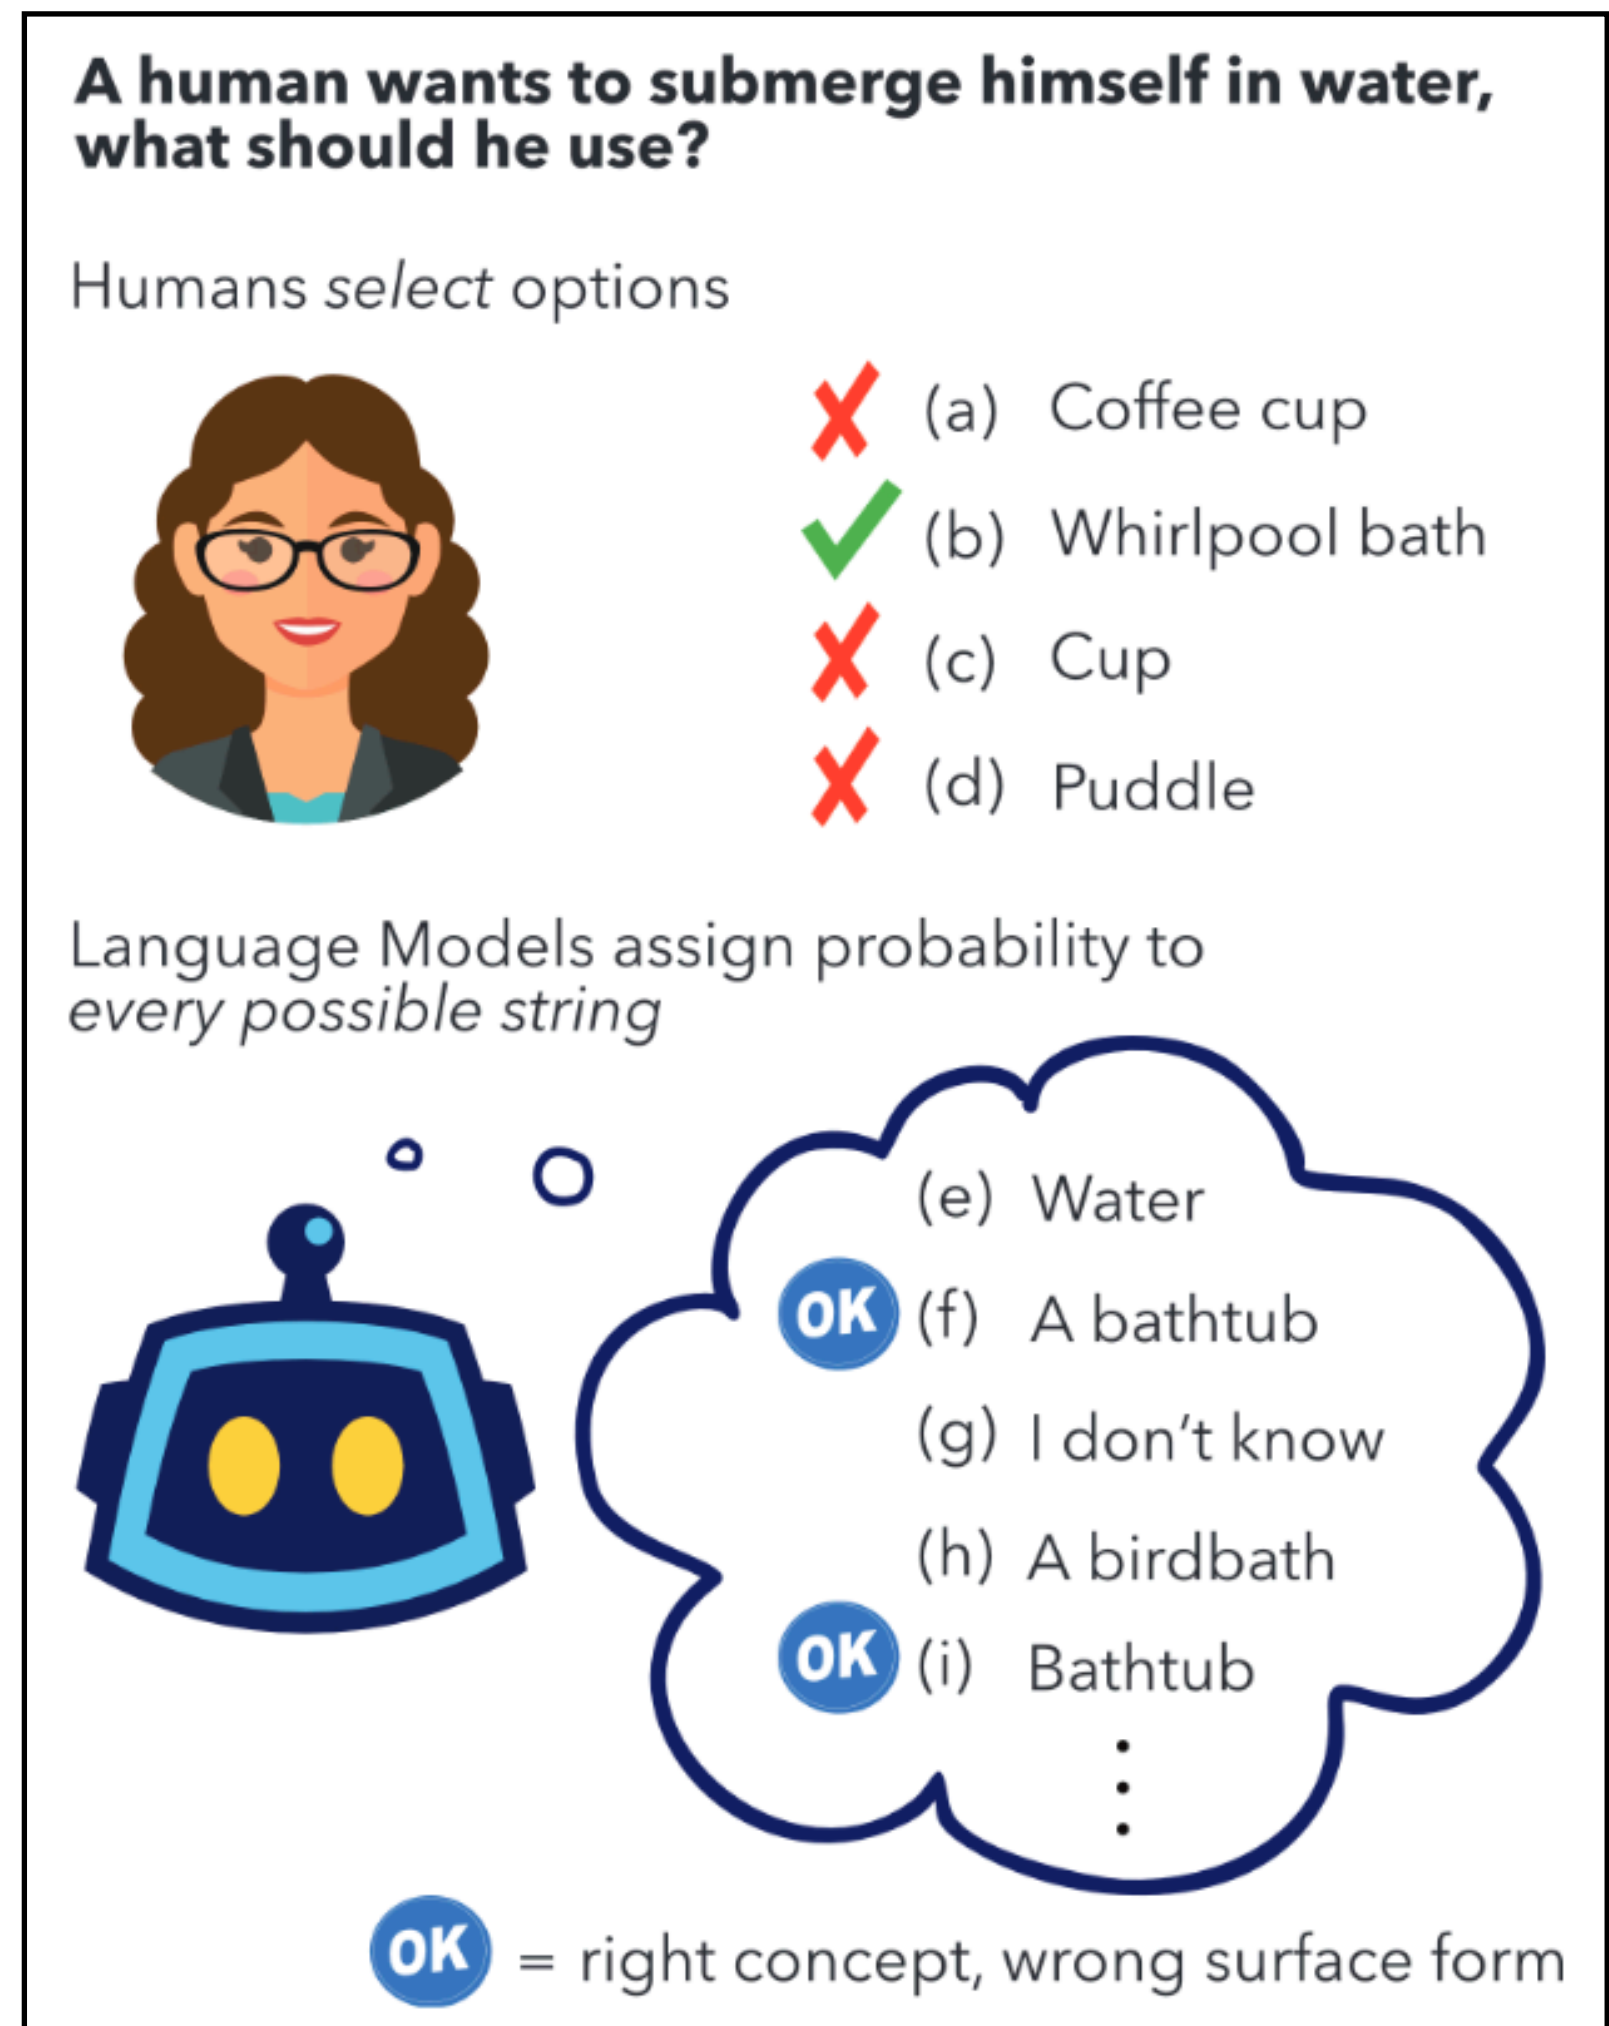 A human wants to submerge himself in water,
what should he use?
Humans select options
(a) Coffee cup
(b) Whirlpool bath
(c) Cup
(d) Puddle
Language Models assign probability to
every possible string
(e) Water
OK (f) A bathtub
(g) I don't know
(h) A birdbath
OK (i) Bathtub
OK = right concept, wrong surface form